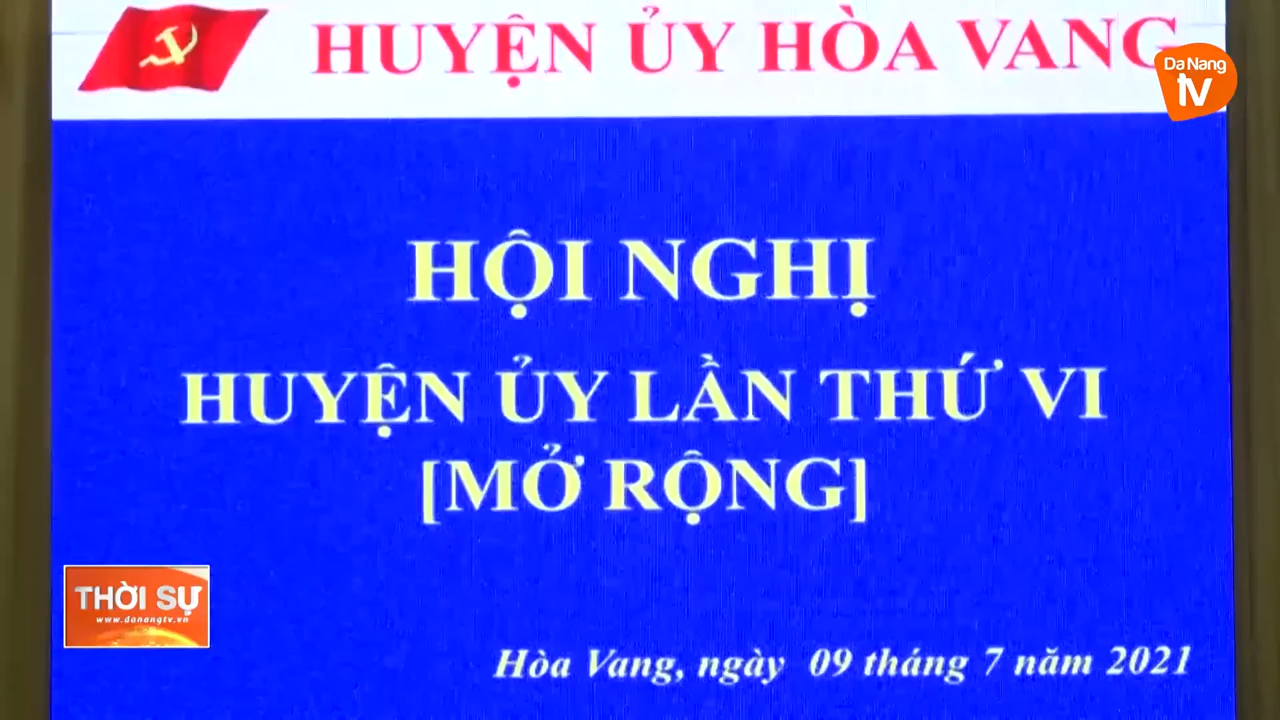 HUYỆN ỦY HÒA VANG
Da Nang
tv
HỘI NGHỊ
HUYỆN ỦY LẦN THỨ VI
[MỞ RỘNG]
THỜI SỰ
www.danangtv.vn
Hòa Vang, ngày 09 tháng 7 năm 2021